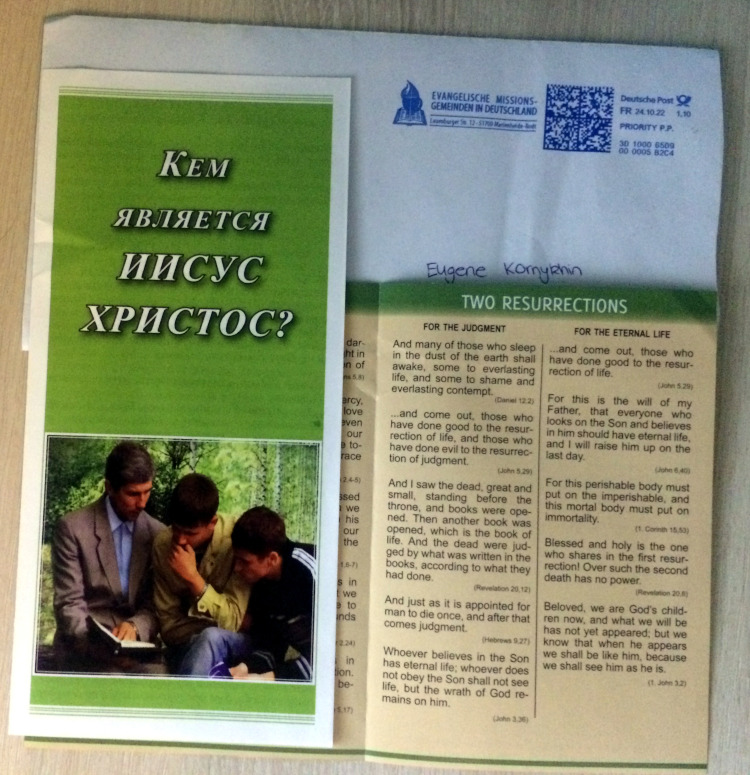 КЕМ
ЯВЛЯЕТСЯ
ИИСУС
ХРИСТОС?
EVANGELISCHE MISSIONS-
GEMEINDEN IN DEUTSCHLAND
Deutsche Post
FR 24.10.22 1,10
PRIORITY P.P.
30 1000 6509
00 0005 82C4
Eugene Kornykhin
TWO RESURRECTIONS
FOR THE JUDGMENT
And many of those who sleep
in the dust of the earth shall
awake, some to everlasting
life, and some to shame and
everlasting contempt.
(Daniel 12:2)
...and come out, those who
have done good to the resur-
rection of life, and those who
have done evil to the resurrec-
tion of judgment.
(John 5,29)
And I saw the dead, great and
small, standing before the
throne, and books were ope-
ned. Then another book was
opened, which is the book of
life. And the dead were jud-
ged by what was written in the
books, according to what they
had done.
(Revelation 20,12)
And just as it is appointed for
man to die once, and after that
comes judgment.
(Hebrews 9,27)
Whoever believes in the Son
has eternal life; whoever does
not obey the Son shall not see
life, but the wrath of God re-
mains on him.
(John 3,36)
FOR THE ETERNAL LIFE
...and come out, those who
have done good to the resur-
rection of life.
(John 5,29)
For this is the will of my
Father, that everyone who
looks on the Son and believes
in him should have eternal life,
and I will raise him up on the
last day.
(John 6,40)
For this perishable body must
put on the imperishable, and
this mortal body must put on
immortality.
(1. Corinth 15,53)
Blessed and holy is the one
who shares in the first resur-
rection! Over such the second
death has no power.
(Revelation 20,6)
Beloved, we are God's child-
ren now, and what we will be
has not yet appeared; but we
know that when he appears
we shall be like him, because
we shall see him as he is.
(1. John 3,2)